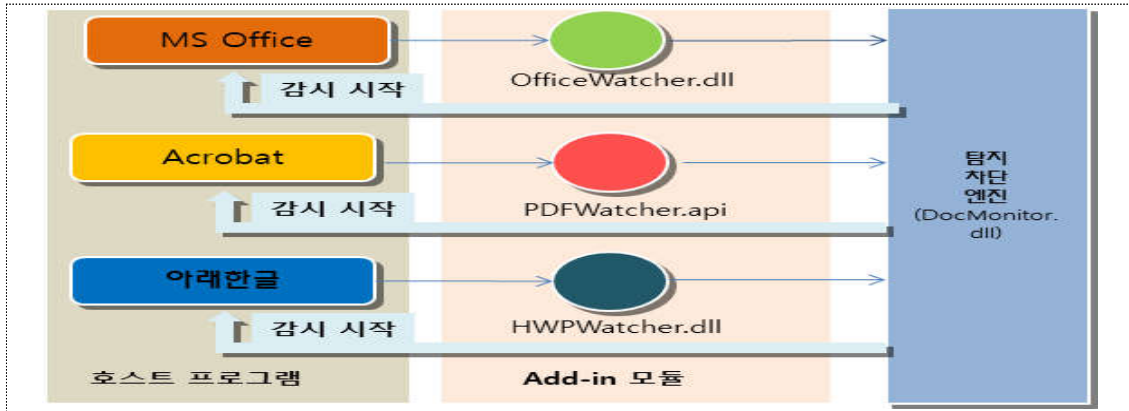 MS Office
OfficeWatcher.dll
감시 시작
Acrobat
PDFWatcher.api
감시 시작
아래한글
HWPWatcher.dll
감시 시작
탐지
차단
엔진
(DocMonitor.
dll)
호스트 프로그램
Add-in 모듈